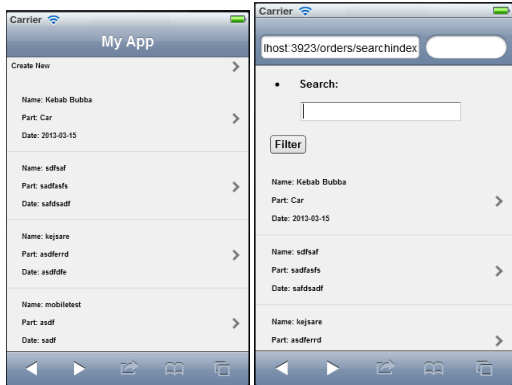 Carrier
My App
Create New
Name: Kebab Bubba
Part: Car
Date: 2013-03-15
Name: sdfsaf
Part: sadfasfs
Date: safdsadf
Name: kejsare
Part: asdferrd
Date: asdfdfe
Name: mobiletest
Part: asdf
Date: sadf
Carrier
lhost:3923/orders/searchindex
Search:
Filter
Name: Kebab Bubba
Part: Car
Date: 2013-03-15
Name: sdfsaf
Part: sadfasfs
Date: safdsadf
Name: kejsare
Part: asdferrd